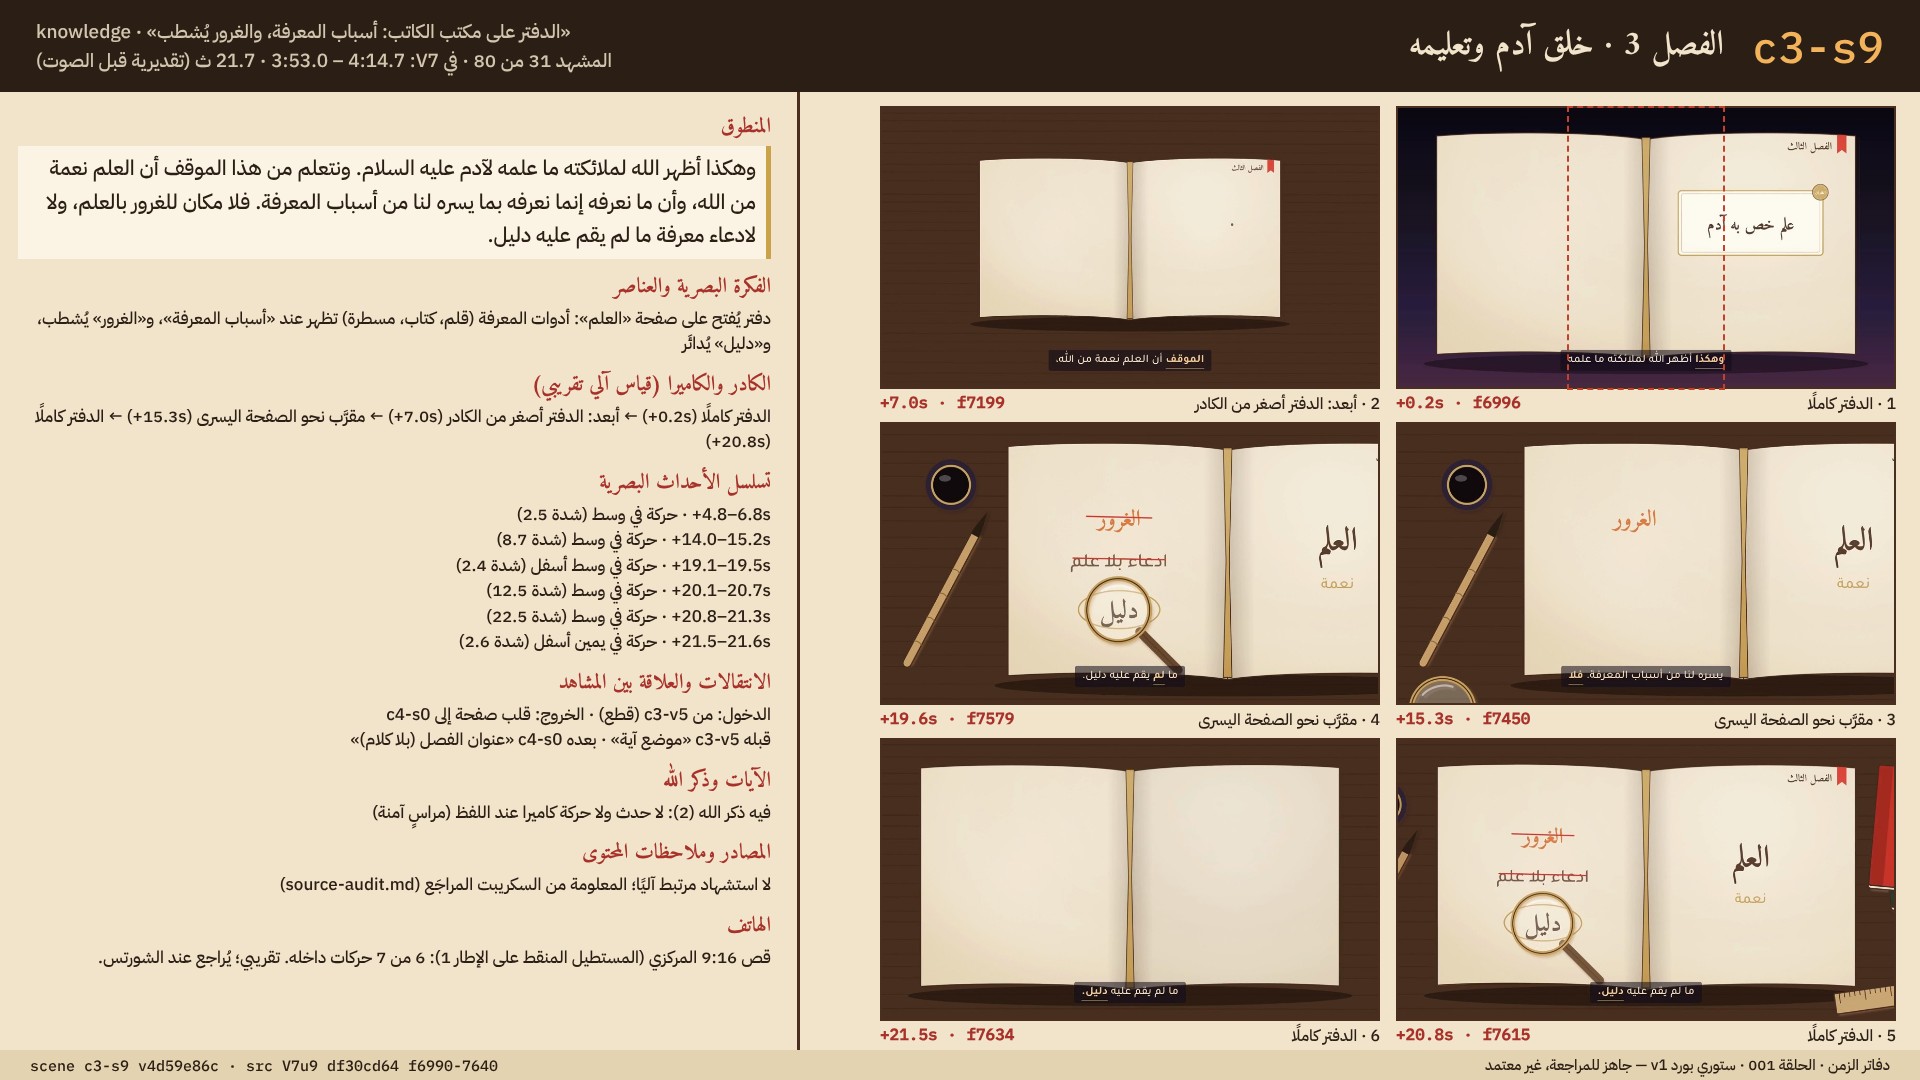 c3-s9
الفصل 3 · خلق آدم وتعليمه
«الدفتر على مكتب الكاتب: أسباب المعرفة، والغرور يُشطب» · knowledge
المشهد 31 من 80 · في V7: 3:53.0 – 4:14.7 · 21.7 ث (تقديرية قبل الصوت)
الفصل الثالث
علم خص به آدم
وهكذا أظهر الله لملائكته ما علمه
1 · الدفتر كاملًا
+0.2s · f6996
الفصل الثالث
الموقف أن العلم نعمة من الله.
2 · أبعد: الدفتر أصغر من الكادر
+7.0s · f7199
العلم
نعمة
الغرور
يسره لنا من أسباب المعرفة. فلا
3 · مقرَّب نحو الصفحة اليسرى
+15.3s · f7450
العلم
نعمة
الغرور
ادعاء بلا علم
دليل
ما لم يقم عليه دليل.
4 · مقرَّب نحو الصفحة اليسرى
+19.6s · f7579
الفصل الثالث
العلم
نعمة
الغرور
ادعاء بلا علم
دليل
ما لم يقم عليه دليل.
5 · الدفتر كاملًا
+20.8s · f7615
ما لم يقم عليه دليل.
6 · الدفتر كاملًا
+21.5s · f7634
المنطوق
وهكذا أظهر الله لملائكته ما علمه لآدم عليه السلام. ونتعلم من هذا الموقف أن العلم نعمة
من الله، وأن ما نعرفه إنما نعرفه بما يسره لنا من أسباب المعرفة. فلا مكان للغرور بالعلم، ولا
لادعاء معرفة ما لم يقم عليه دليل.
الفكرة البصرية والعناصر
دفتر يُفتح على صفحة «العلم»: أدوات المعرفة (قلم، كتاب، مسطرة) تظهر عند «أسباب المعرفة»، و«الغرور» يُشطب،
و«دليل» يُدائَر
الكادر والكاميرا (قياس آلي تقريبي)
الدفتر كاملًا (+0.2s) ← أبعد: الدفتر أصغر من الكادر (+7.0s) ← مقرَّب نحو الصفحة اليسرى (+15.3s) ← الدفتر كاملًا
(+20.8s)
تسلسل الأحداث البصرية
+4.8–6.8s · حركة في وسط (شدة 2.5)
+14.0–15.2s · حركة في وسط (شدة 8.7)
+19.1–19.5s · حركة في وسط أسفل (شدة 2.4)
+20.1–20.7s · حركة في وسط (شدة 12.5)
+20.8–21.3s · حركة في وسط (شدة 22.5)
+21.5–21.6s · حركة في يمين أسفل (شدة 2.6)
الانتقالات والعلاقة بين المشاهد
الدخول: من c3-v5 (قطع) · الخروج: قلب صفحة إلى c4-s0
قبله c3-v5 «موضع آية» · بعده c4-s0 «عنوان الفصل (بلا كلام)»
الآيات وذكر الله
فيه ذكر الله (2): لا حدث ولا حركة كاميرا عند اللفظ (مراسٍ آمنة)
المصادر وملاحظات المحتوى
لا استشهاد مرتبط آليًا؛ المعلومة من السكريبت المراجَع (source-audit.md)
الهاتف
قص 9:16 المركزي (المستطيل المنقط على الإطار 1): 6 من 7 حركات داخله. تقريبي؛ يُراجع عند الشورتس.
دفاتر الزمن · الحلقة 001 · ستوري بورد v1 — جاهز للمراجعة، غير معتمد
scene c3-s9 v4d59e86c · src V7u9 df30cd64 f6990-7640